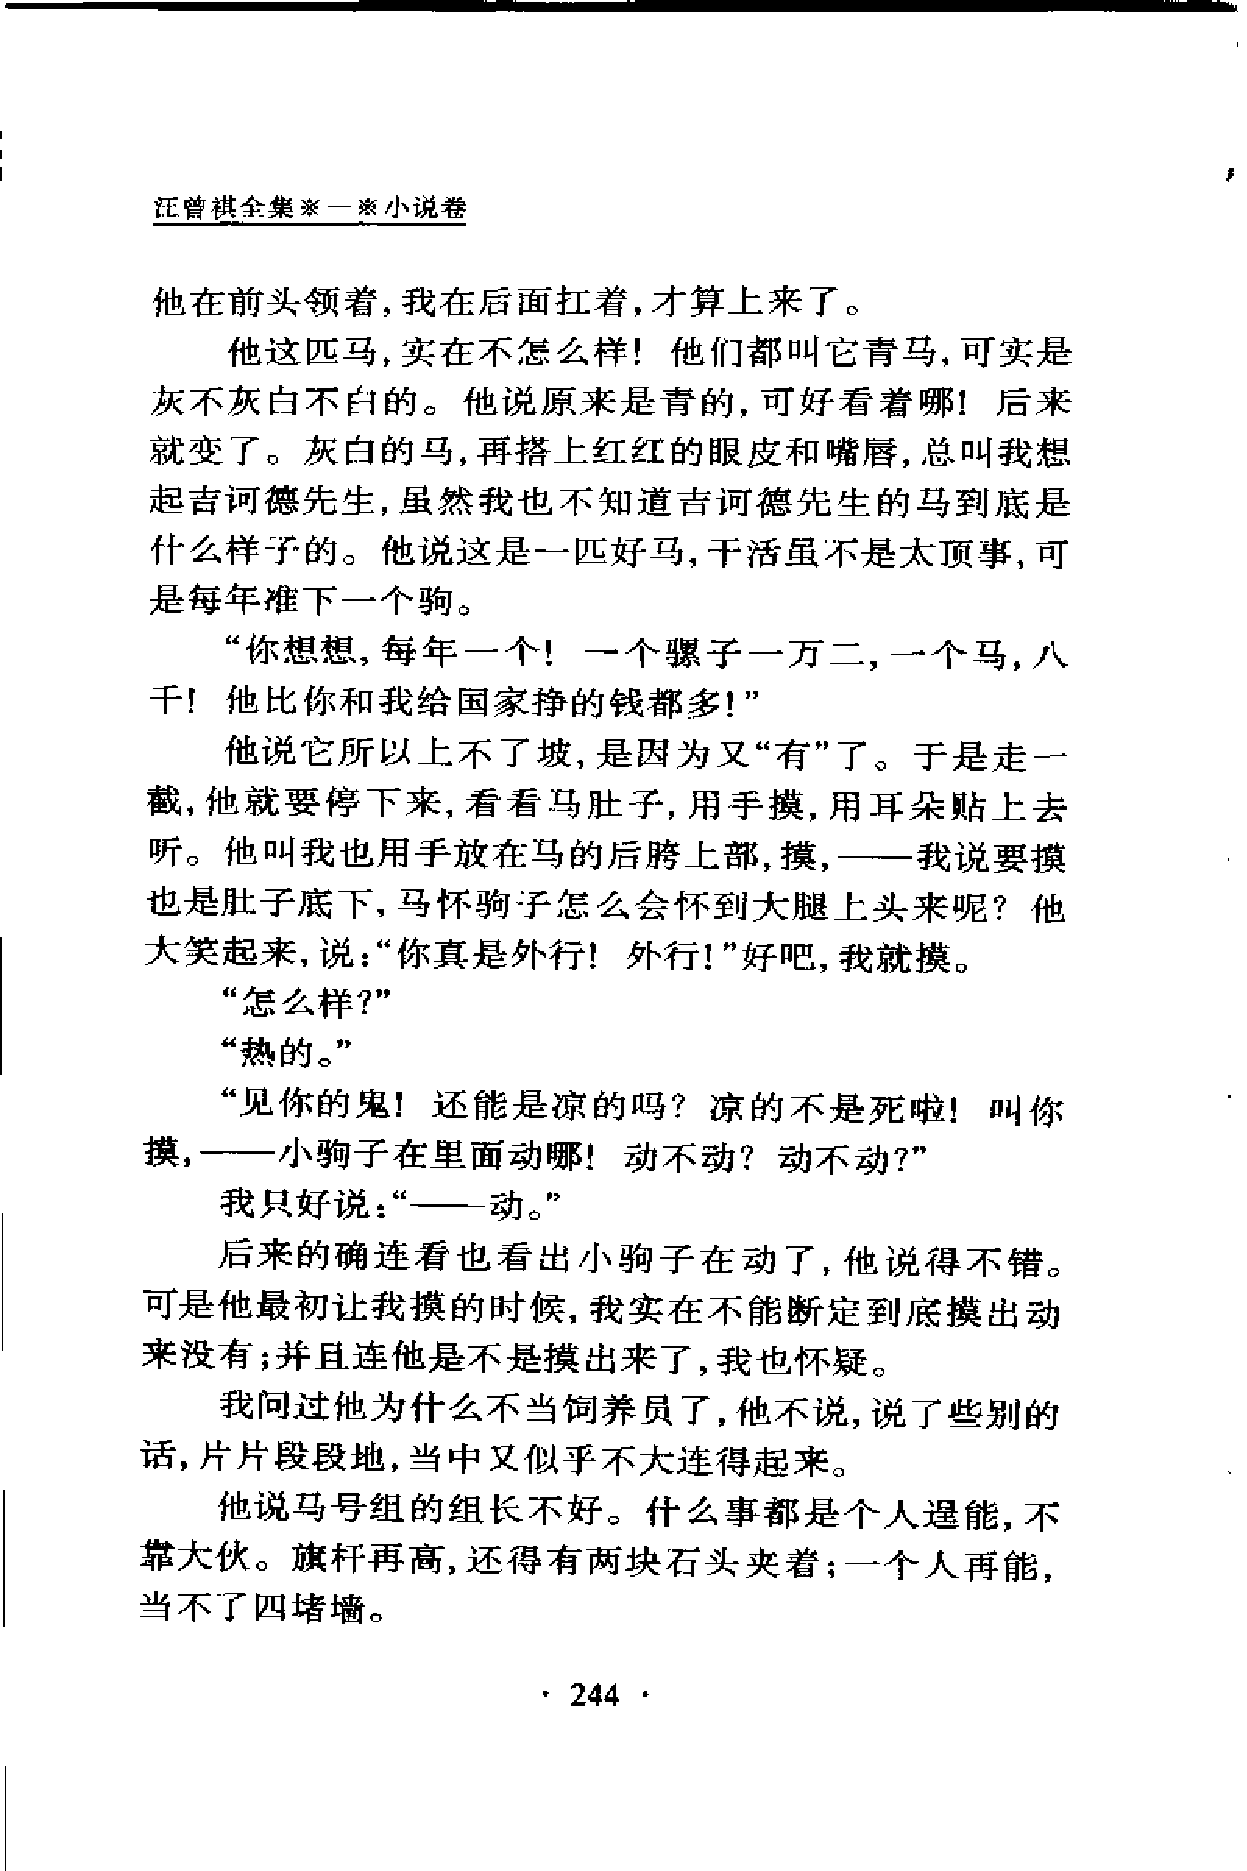 汪曾祺全集※一※小说卷
他在前头领着,我在后面扛着,才算上来了。
他这匹马,实在不怎么样! 他们都叫它青马,可实是
灰不灰白不白的。他说原来是青的,可好看着哪! 后来
就变了。灰白的马,再搭上红红的眼皮和嘴唇,总叫我想
起吉诃德先生,虽然我也不知道吉诃德先生的马到底是
什么样子的。他说这是一匹好马,干活虽不是太顶事,可
是每年准下一个驹。
“你想想,每年一个! 一个骡子一万二,一个马,八
千! 他比你和我给国家挣的钱都多!”
他说它所以上不了坡,是因为又“有”了。于是走一
截,他就要停下来,看看马肚子,用手摸,用耳朵贴上去
听。他叫我也用手放在马的后胯上部,摸,——我说要摸
也是肚子底下,马怀驹子怎么会怀到大腿上头来呢? 他
大笑起来,说:“你真是外行! 外行!”好吧,我就摸。
“怎么样?”
“热的。”
“见你的鬼! 还能是凉的吗? 凉的不是死啦! 叫你
摸,——小驹子在里面动哪! 动不动? 动不动?”
我只好说:“——动。”
后来的确连看也看出小驹子在动了,他说得不错。
可是他最初让我摸的时候,我实在不能断定到底摸出动
来没有;并且连他是不是摸出来了,我也怀疑。
我问过他为什么不当饲养员了,他不说,说了些别的
话,片片段段地,当中又似乎不大连得起来。
他说马号组的组长不好。什么事都是个人逞能,不
靠大伙。旗杆再高,还得有两块石头夹着;一个人再能,
当不了四堵墙。
· 244 ·